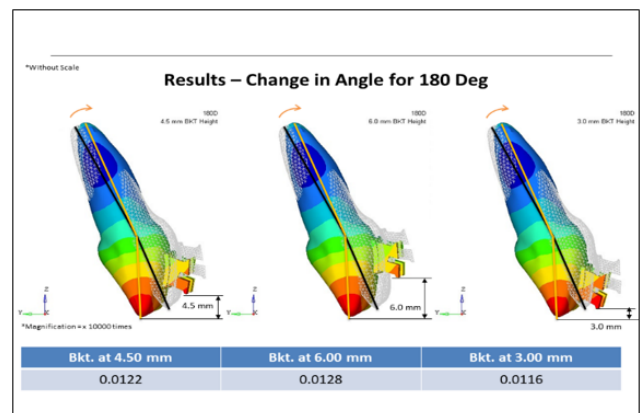 *Without Scale
Results – Change in Angle for 180 Deg
180D
4.5 mm BKT Height
180D
6.0 mm BKT Height
180D
3.0 mm BKT Height
4.5 mm
6.0 mm
3.0 mm
Z
Y
X
Z
Y
X
Z
Y
X
*Magnification = x 10000 times
Bkt. at 4.50 mm Bkt. at 6.00 mm Bkt. at 3.00 mm
0.0122 0.0128 0.0116